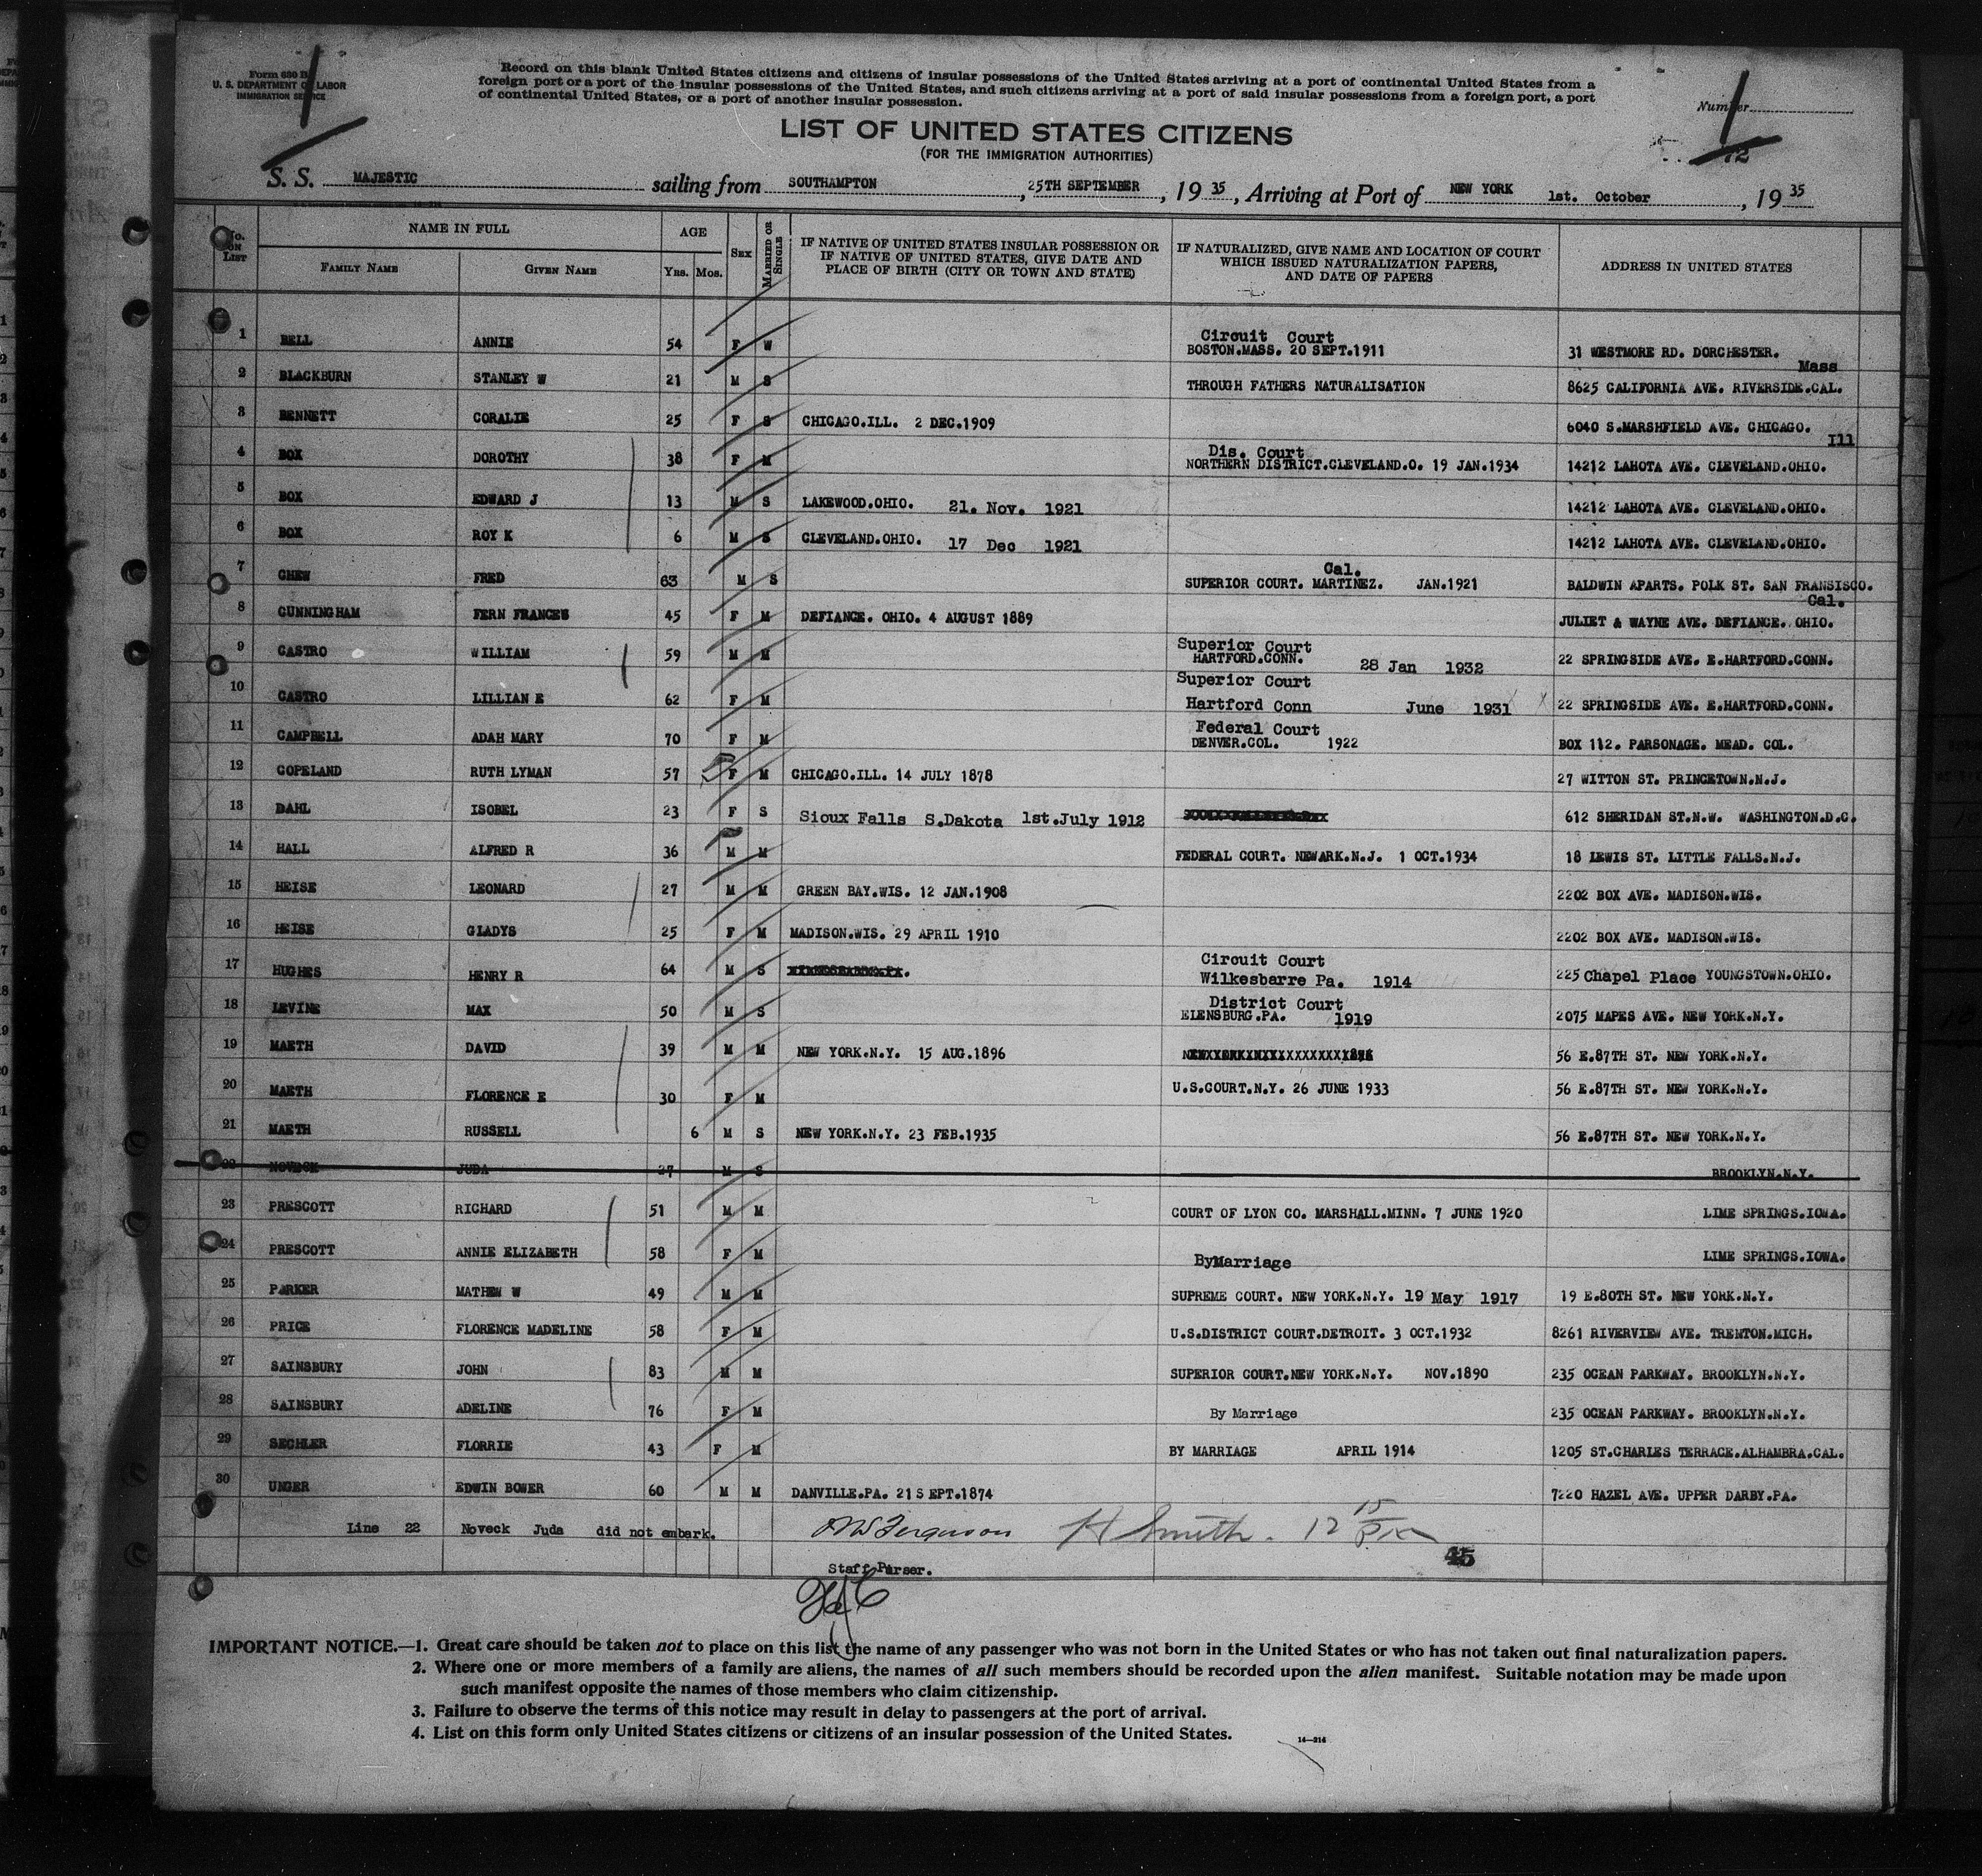 Form 630 B
U. S. DEPARTMENT OF LABOR
IMMIGRATION SERVICE
Record on this blank United States citizens and citizens of insular possessions of the United States arriving at a port of continental United States from a
foreign port or a port of the insular possessions of the United States, and such citizens arriving at a port of said insular possessions from a foreign port, a port
of continental United States, or a port of another insular possession.
Number
LIST OF UNITED STATES CITIZENS
(FOR THE IMMIGRATION AUTHORITIES)
S. S. MAJESTIC sailing from SOUTHAMPTON, 25TH SEPTEMBER, 19 35, Arriving at Port of NEW YORK 1st. October, 19 35
No. on List NAME IN FULL AGE Sex Married or Single IF NATIVE OF UNITED STATES INSULAR POSSESSION OR IF NATIVE OF UNITED STATES, GIVE DATE AND PLACE OF BIRTH (CITY OR TOWN AND STATE) IF NATURALIZED, GIVE NAME AND LOCATION OF COURT WHICH ISSUED NATURALIZATION PAPERS, AND DATE OF PAPERS ADDRESS IN UNITED STATES
Family Name Given Name Yrs. Mos.
1 BELL ANNIE 54 F W Circuit Court BOSTON.MASS. 20 SEPT.1911 31 WESTMORE RD. DORCHESTER. Mass
2 BLACKBURN STANLEY W 21 M S THROUGH FATHERS NATURALISATION 8625 CALIFORNIA AVE. RIVERSIDE.CAL.
3 BENNETT CORALIE 25 F S CHICAGO.ILL. 2 DEC.1909 6040 S.MARSHFIELD AVE. CHICAGO. Ill
4 BOX DOROTHY 38 F M Dis. Court NORTHERN DISTRICT.CLEVELAND.O. 19 JAN.1934 14212 LAHOTA AVE. CLEVELAND.OHIO.
5 BOX EDWARD J 13 M S LAKEWOOD.OHIO. 21. Nov. 1921 14212 LAHOTA AVE. CLEVELAND.OHIO.
6 BOX ROY K 6 M S CLEVELAND.OHIO. 17 Dec 1921 14212 LAHOTA AVE. CLEVELAND.OHIO.
7 CHEW FRED 63 M S SUPERIOR COURT. MARTINEZ. Cal. JAN.1921 BALDWIN APARTS. POLK ST. SAN FRANSISCO. Cal.
8 CUNNINGHAM FERN FRANCES 45 F M DEFIANCE. OHIO. 4 AUGUST 1889 JULIET & WAYNE AVE. DEFIANCE. OHIO.
9 CASTRO WILLIAM 59 M M Superior Court HARTFORD.CONN. 28 Jan 1932 22 SPRINGSIDE AVE. E.HARTFORD.CONN.
10 CASTRO LILLIAN E 62 F M Superior Court Hartford Conn June 1931 22 SPRINGSIDE AVE. E.HARTFORD.CONN.
11 CAMPBELL ADAH MARY 70 F M Federal Court DENVER.COL. 1922 BOX 112. PARSONAGE. MEAD. COL.
12 COPELAND RUTH LYMAN 57 F M CHICAGO.ILL. 14 JULY 1878 27 WITTON ST. PRINCETOWN.N.J.
13 DAHL ISOBEL 23 F S Sioux Falls S.Dakota 1st.July 1912 612 SHERIDAN ST.N.W. WASHINGTON.D.C.
14 HALL ALFRED R 36 M M FEDERAL COURT. NEWARK.N.J. 1 OCT.1934 18 LEWIS ST. LITTLE FALLS.N.J.
15 HEISE LEONARD 27 M M GREEN BAY.WIS. 12 JAN.1908 2202 BOX AVE. MADISON.WIS.
16 HEISE GLADYS 25 F M MADISON.WIS. 29 APRIL 1910 2202 BOX AVE. MADISON.WIS.
17 HUGHES HENRY R 64 M S Circuit Court Wilkesbarre Pa. 1914 225 Chapel Place YOUNGSTOWN.OHIO.
18 LEVINE MAX 50 M S District Court ELENSBURG.PA. 1919 2075 MAPES AVE. NEW YORK.N.Y.
19 MAETH DAVID 39 M M NEW YORK.N.Y. 15 AUG.1896 56 E.87TH ST. NEW YORK.N.Y.
20 MAETH FLORENCE E 30 F M U.S.COURT.N.Y. 26 JUNE 1933 56 E.87TH ST. NEW YORK.N.Y.
21 MAETH RUSSELL 6 M S NEW YORK.N.Y. 23 FEB.1935 56 E.87TH ST. NEW YORK.N.Y.
22 NOVECK JUDA 27 M S BROOKLYN.N.Y.
23 PRESCOTT RICHARD 51 M M COURT OF LYON CO. MARSHALL.MINN. 7 JUNE 1920 LIME SPRINGS.IOWA.
24 PRESCOTT ANNIE ELIZABETH 58 F M ByMarriage LIME SPRINGS.IOWA.
25 PARKER MATHEW W 49 M M SUPREME COURT. NEW YORK.N.Y. 19 May 1917 19 E.80TH ST. NEW YORK.N.Y.
26 PRICE FLORENCE MADELINE 58 F M U.S.DISTRICT COURT.DETROIT. 3 OCT.1932 8261 RIVERVIEW AVE. TRENTON.MICH.
27 SAINSBURY JOHN 83 M M SUPERIOR COURT.NEW YORK.N.Y. NOV.1890 235 OCEAN PARKWAY. BROOKLYN.N.Y.
28 SAINSBURY ADELINE 76 F M By Marriage 235 OCEAN PARKWAY. BROOKLYN.N.Y.
29 SECHLER FLORRIE 43 F M BY MARRIAGE APRIL 1914 1205 ST.CHARLES TERRACE.ALHAMBRA.CAL.
30 UNGER EDWIN BOWER 60 M M DANVILLE.PA. 21 SEPT.1874 7220 HAZEL AVE. UPPER DARBY.PA.
Line 22 Noveck Juda did not embark. Ferguson H Smith. 12 15
Staff Purser. 45
IMPORTANT NOTICE.—1. Great care should be taken not to place on this list the name of any passenger who was not born in the United States or who has not taken out final naturalization papers.
2. Where one or more members of a family are aliens, the names of all such members should be recorded upon the alien manifest. Suitable notation may be made upon
such manifest opposite the names of those members who claim citizenship.
3. Failure to observe the terms of this notice may result in delay to passengers at the port of arrival.
4. List on this form only United States citizens or citizens of an insular possession of the United States.
14—214